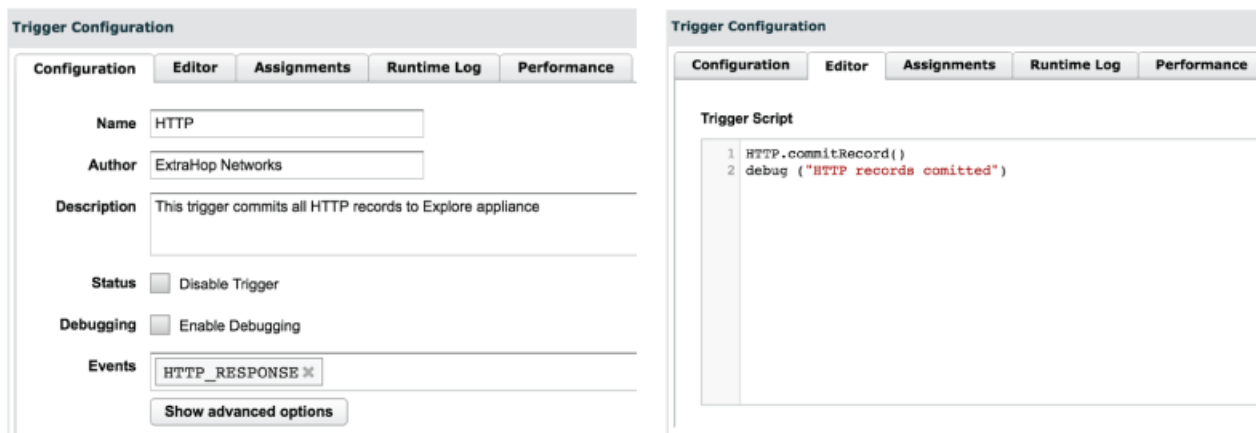 Trigger Configuration
Configuration Editor Assignments Runtime Log Performance
Name HTTP
Author ExtraHop Networks
Description This trigger commits all HTTP records to Explore appliance
Status Disable Trigger
Debugging Enable Debugging
Events HTTP_RESPONSE ×
Show advanced options
Trigger Configuration
Configuration Editor Assignments Runtime Log Performance
Trigger Script
1 HTTP.commitRecord()
2 debug ("HTTP records comitted")